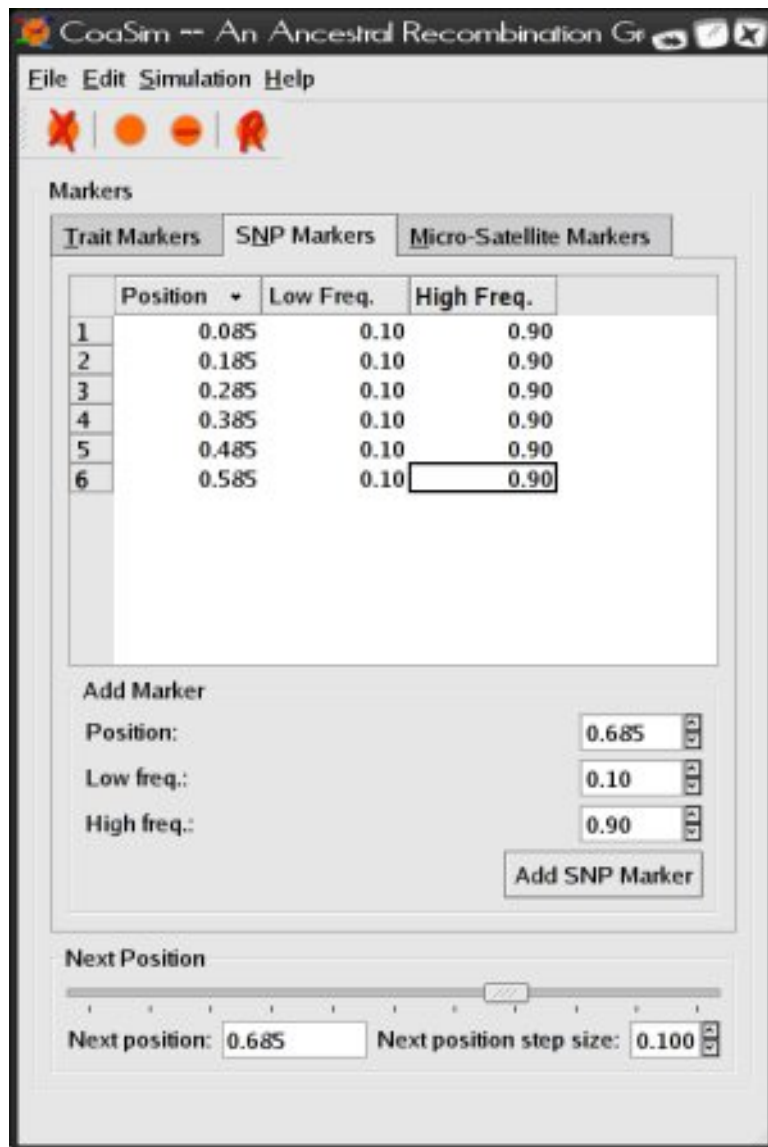 CoaSim -- An Ancestral Recombination Gr
File Edit Simulation Help
Markers
Trait Markers SNP Markers Micro-Satellite Markers
Position Low Freq. High Freq.
1 0.085 0.10 0.90
2 0.185 0.10 0.90
3 0.285 0.10 0.90
4 0.385 0.10 0.90
5 0.485 0.10 0.90
6 0.585 0.10 0.90
Add Marker
Position: 0.685
Low freq.: 0.10
High freq.: 0.90
Add SNP Marker
Next Position
Next position: 0.685 Next position step size: 0.100